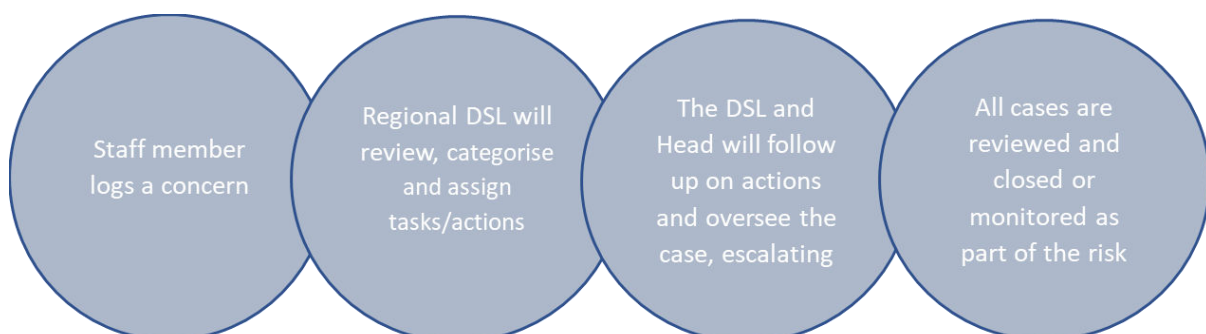 Staff member
logs a concern
Regional DSL will
review, categorise
and assign
tasks/actions
The DSL and
Head will follow
up on actions
and oversee the
case, escalating
All cases are
reviewed and
closed or
monitored as
part of the risk